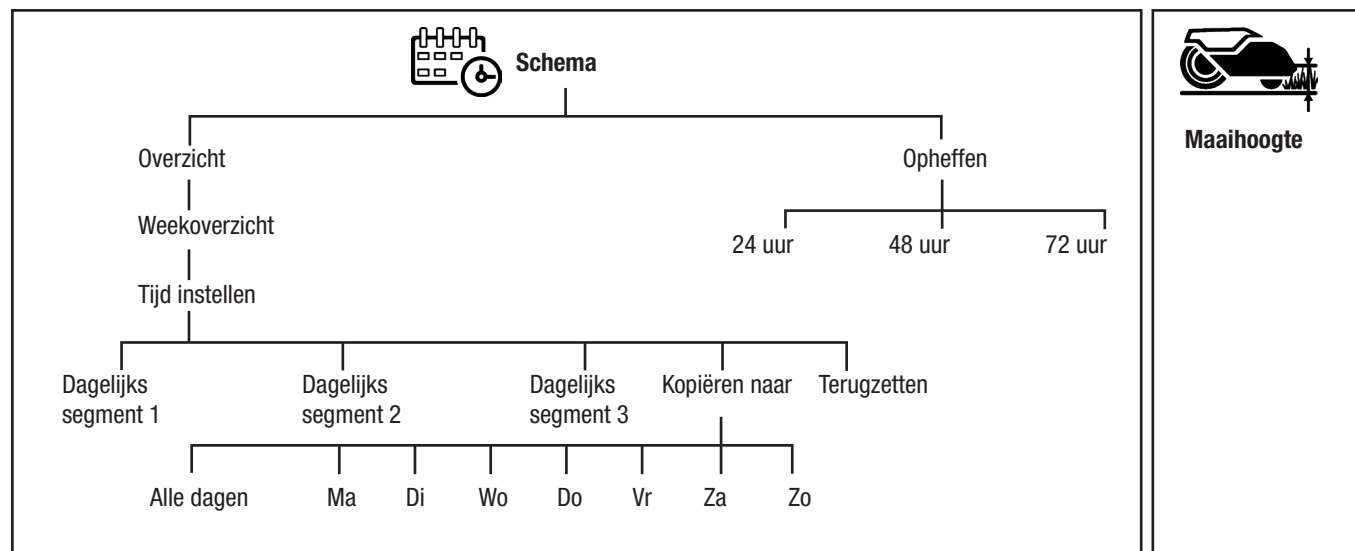 Schema
Maaihoogte
Overzicht
Opheffen
Weekoverzicht
24 uur
48 uur
72 uur
Tijd instellen
Dagelijks
segment 1
Dagelijks
segment 2
Dagelijks
segment 3
Kopiëren naar
Terugzetten
Alle dagen
Ma
Di
Wo
Do
Vr
Za
Zo